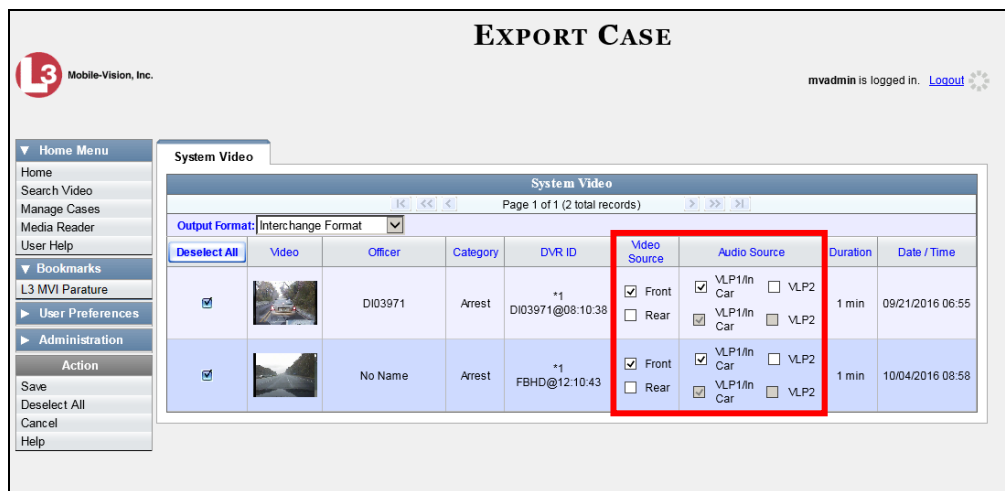 EXPORT CASE
L3 Mobile-Vision, Inc.
mvadmin is logged in. Logout
Home Menu
Home
Search Video
Manage Cases
Media Reader
User Help
Bookmarks
L3 MVI Parature
User Preferences
Administration
Action
Save
Deselect All
Cancel
Help
System Video
System Video
Page 1 of 1 (2 total records)
Output Format: Interchange Format
Deselect All Video Officer Category DVR ID Video Source Audio Source Duration Date / Time
DI03971 Arrest *1 DI03971@08:10:38 Front VLP1/In Car VLP2 1 min 09/21/2016 06:55
Rear VLP1/In Car VLP2
No Name Arrest *1 FBHD@12:10:43 Front VLP1/In Car VLP2 1 min 10/04/2016 08:58
Rear VLP1/In Car VLP2